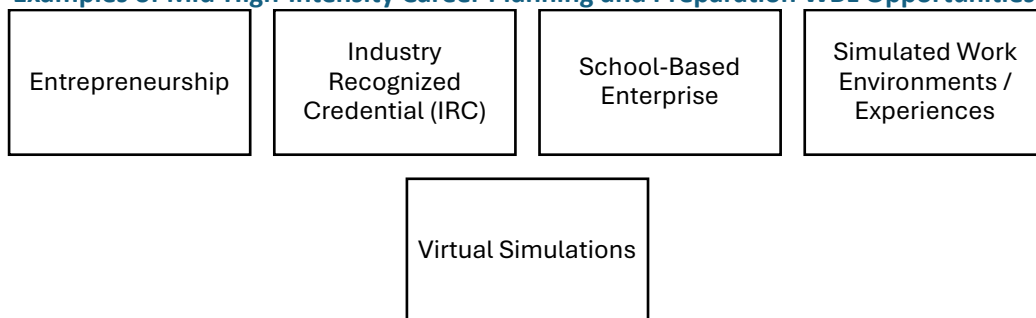 Examples of Mid-High-Intensity Career Planning and Preparation WBL Opportunities
Entrepreneurship
Industry
Recognized
Credential (IRC)
School-Based
Enterprise
Simulated Work
Environments /
Experiences
Virtual Simulations